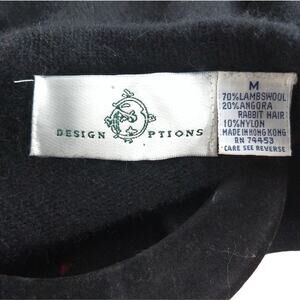 DESIGN OPTIONS
M
70% LAMBSWOOL
20% ANGORA
RABBIT HAIR
10% NYLON
MADE IN HONG KONG
RN 74453
CARE SEE REVERSE